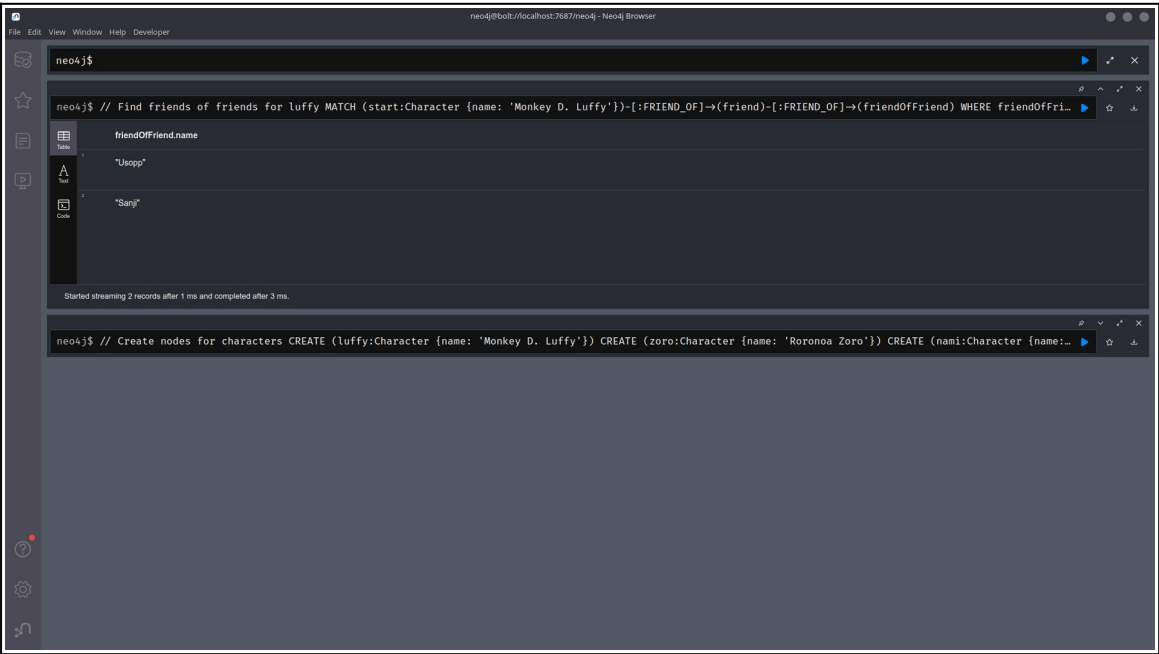 neo4j@bolt://localhost:7687/neo4j - Neo4j Browser
File Edit View Window Help Developer
neo4j$
neo4j$ // Find friends of friends for luffy MATCH (start:Character {name: 'Monkey D. Luffy'})-[:FRIEND_OF]→(friend)-[:FRIEND_OF]→(friendOfFriend) WHERE friendOfFri…
Table
friendOfFriend.name
1
"Usopp"
A
Text
2
"Sanji"
Code
Started streaming 2 records after 1 ms and completed after 3 ms.
neo4j$ // Create nodes for characters CREATE (luffy:Character {name: 'Monkey D. Luffy'}) CREATE (zoro:Character {name: 'Roronoa Zoro'}) CREATE (nami:Character {name:…